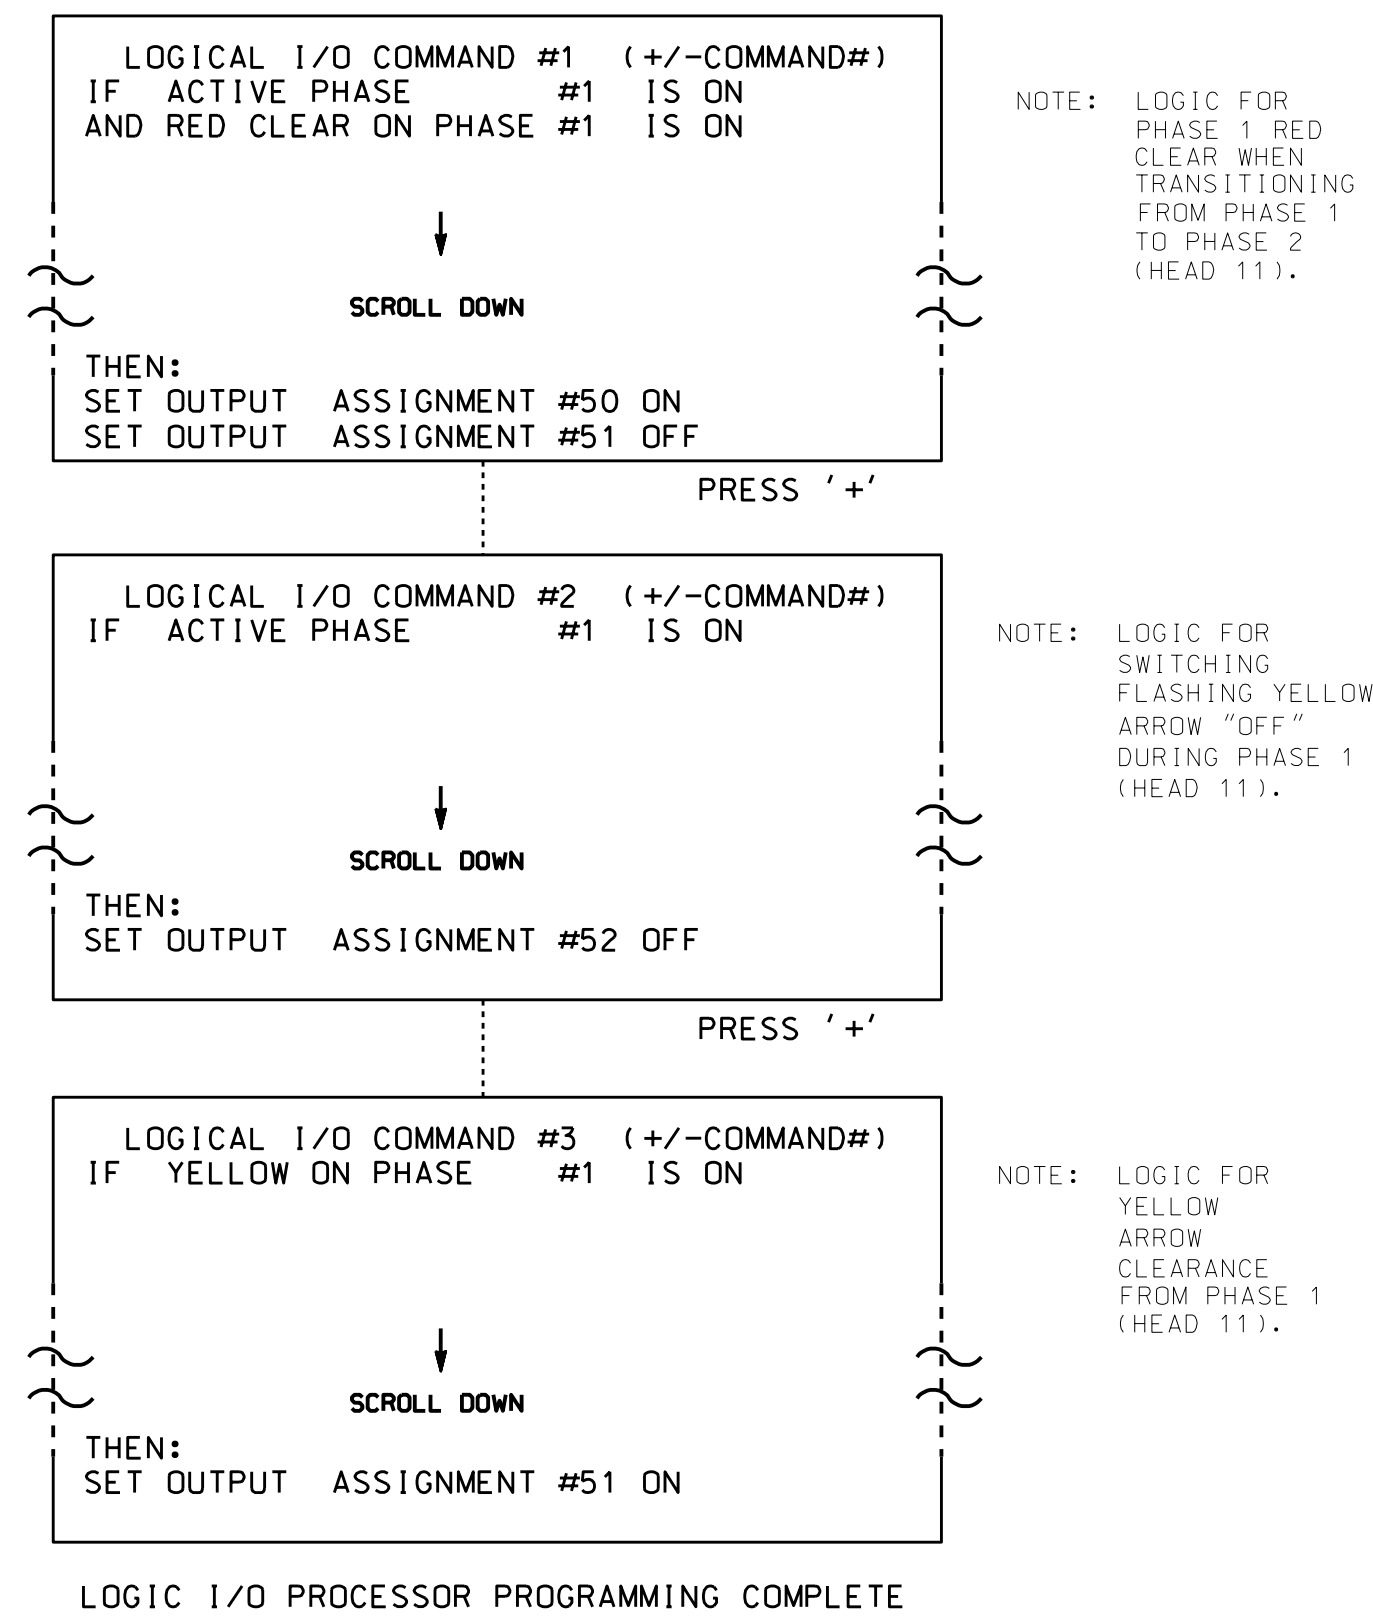 LOGICAL I/O COMMAND #1 (+/-COMMAND#)
IF ACTIVE PHASE #1 IS ON
AND RED CLEAR ON PHASE #1 IS ON
SCROLL DOWN
THEN:
SET OUTPUT ASSIGNMENT #50 ON
SET OUTPUT ASSIGNMENT #51 OFF
NOTE: LOGIC FOR
PHASE 1 RED
CLEAR WHEN
TRANSITIONING
FROM PHASE 1
TO PHASE 2
(HEAD 11).
PRESS '+'
LOGICAL I/O COMMAND #2 (+/-COMMAND#)
IF ACTIVE PHASE #1 IS ON
SCROLL DOWN
THEN:
SET OUTPUT ASSIGNMENT #52 OFF
NOTE: LOGIC FOR
SWITCHING
FLASHING YELLOW
ARROW "OFF"
DURING PHASE 1
(HEAD 11).
PRESS '+'
LOGICAL I/O COMMAND #3 (+/-COMMAND#)
IF YELLOW ON PHASE #1 IS ON
SCROLL DOWN
THEN:
SET OUTPUT ASSIGNMENT #51 ON
NOTE: LOGIC FOR
YELLOW
ARROW
CLEARANCE
FROM PHASE 1
(HEAD 11).
LOGIC I/O PROCESSOR PROGRAMMING COMPLETE